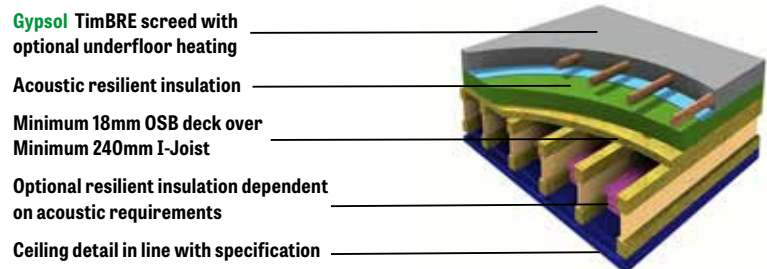 Gypsol TimBRE screed with
optional underfloor heating
Acoustic resilient insulation
Minimum 18mm OSB deck over
Minimum 240mm I-Joist
Optional resilient insulation dependent
on acoustic requirements
Ceiling detail in line with specification